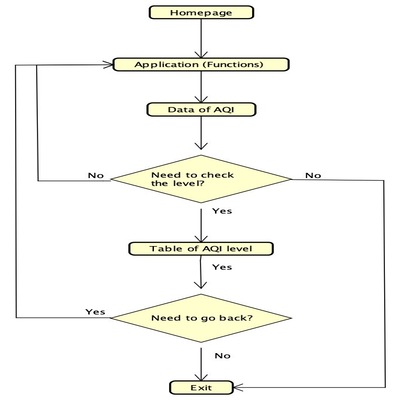 Homepage
Application (Functions)
Data of AQI
Need to check
the level?
No
No
Yes
Table of AQI level
Yes
Yes
Need to go back?
No
Exit